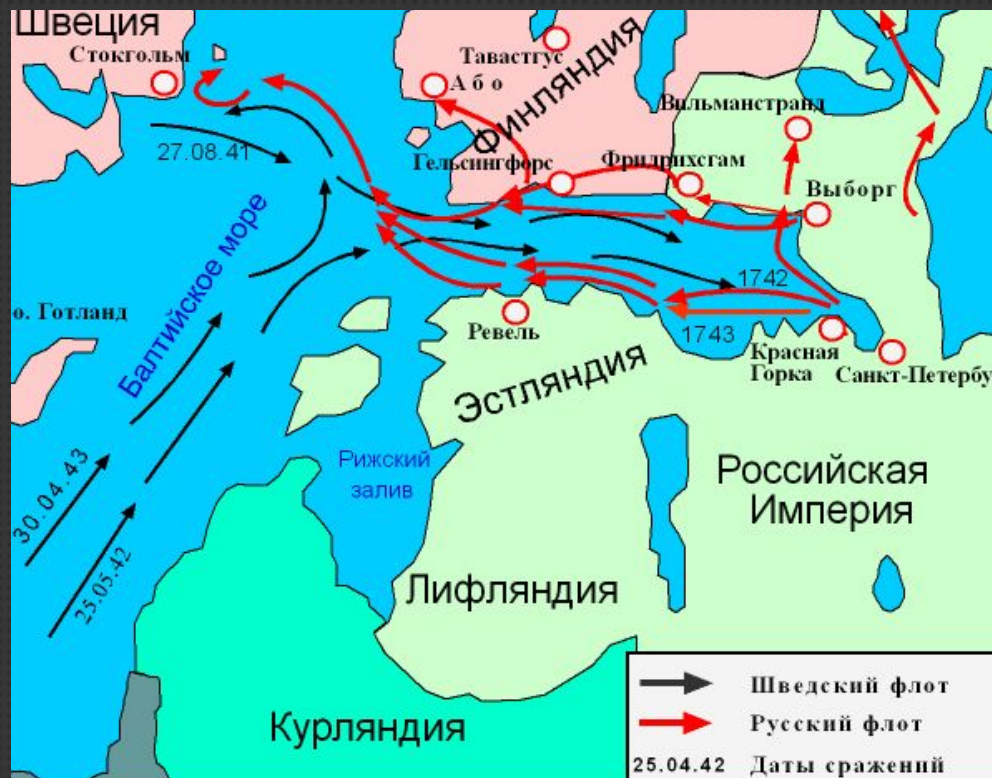 Швеция
Стокгольм
Тавастгус
Або
Финляндия
Вильманстранд
27.08.41
Гельсингфорс
Фридрихсгам
Выборг
Балтийское море
о. Готланд
1742
1743
Ревель
Красная
Горка
Санкт-Петербу
Эстляндия
Рижский
залив
30.04.43
25.05.42
Российская
Империя
Лифляндия
Курляндия
Шведский флот
Русский флот
25.04.42 Даты сражений